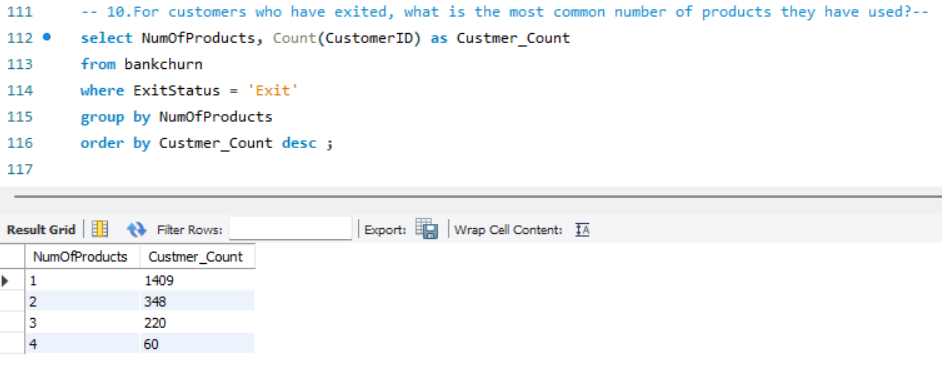 111 -- 10.For customers who have exited, what is the most common number of products they have used?--
112 select NumOfProducts, Count(CustomerID) as Custmer_Count
113 from bankchurn
114 where ExitStatus = 'Exit'
115 group by NumOfProducts
116 order by Custmer_Count desc ;
117
Result Grid Filter Rows: Export: Wrap Cell Content: IA
NumOfProducts Custmer_Count
1 1409
2 348
3 220
4 60